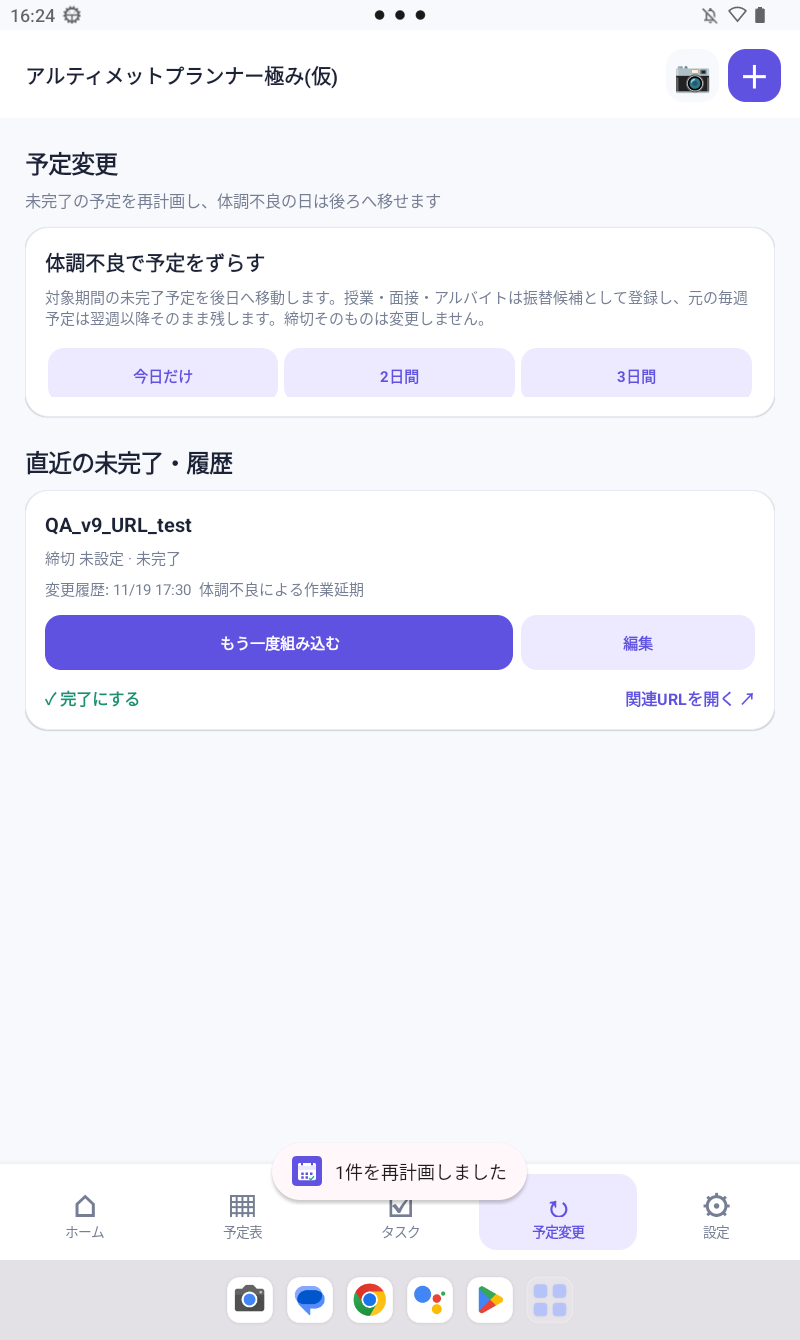 16:24
アルティメットプランナー極み(仮)
予定変更
未完了の予定を再計画し、体調不良の日は後ろへ移せます
体調不良で予定をずらす
対象期間の未完了予定を後日へ移動します。授業・面接・アルバイトは振替候補として登録し、元の毎週
予定は翌週以降そのまま残します。締切そのものは変更しません。
今日だけ
2日間
3日間
直近の未完了・履歴
QA_v9_URL_test
締切 未設定 · 未完了
変更履歴: 11/19 17:30 体調不良による作業延期
もう一度組み込む
編集
✓ 完了にする
関連URLを開く ↗
1件を再計画しました
ホーム
予定表
タスク
予定変更
設定